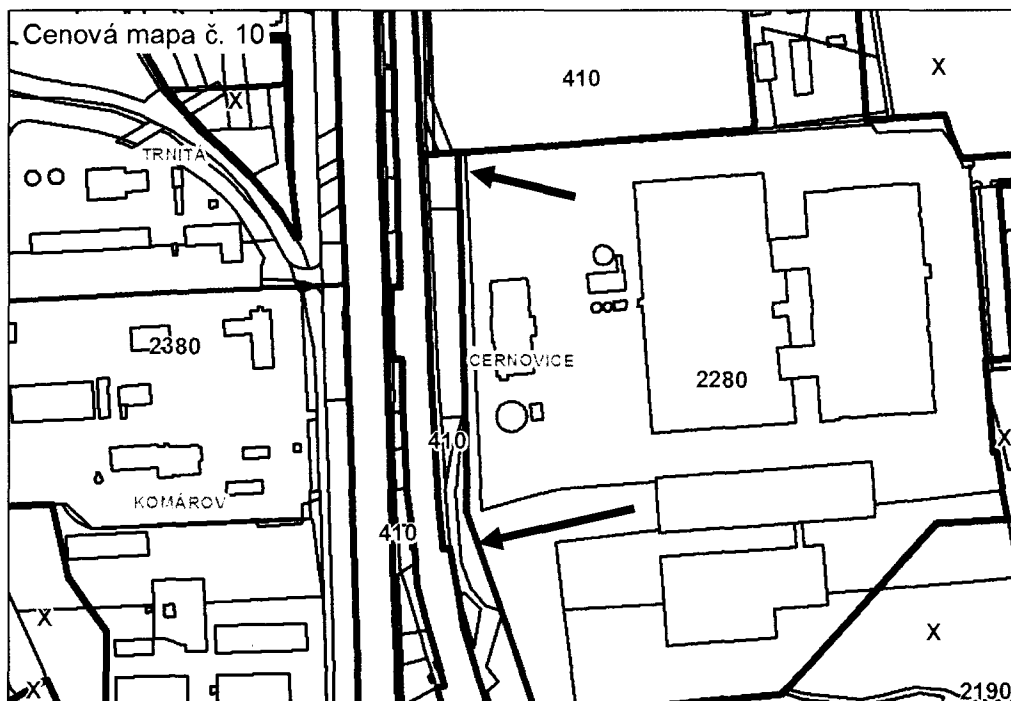 Cenová mapa č. 10
410
X
X
TRNITÁ
2380
ČERNOVICE
2280
410
X
KOMÁROV
410
X
X
X
2190